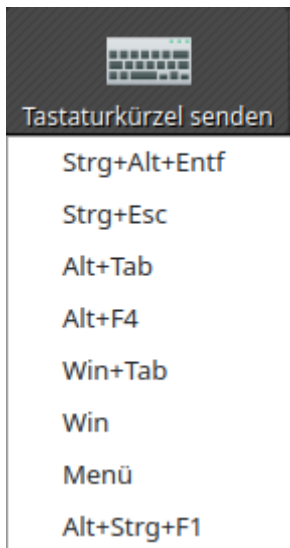 Tastaturkürzel senden
Strg+Alt+Entf
Strg+Esc
Alt+Tab
Alt+F4
Win+Tab
Win
Menü
Alt+Strg+F1